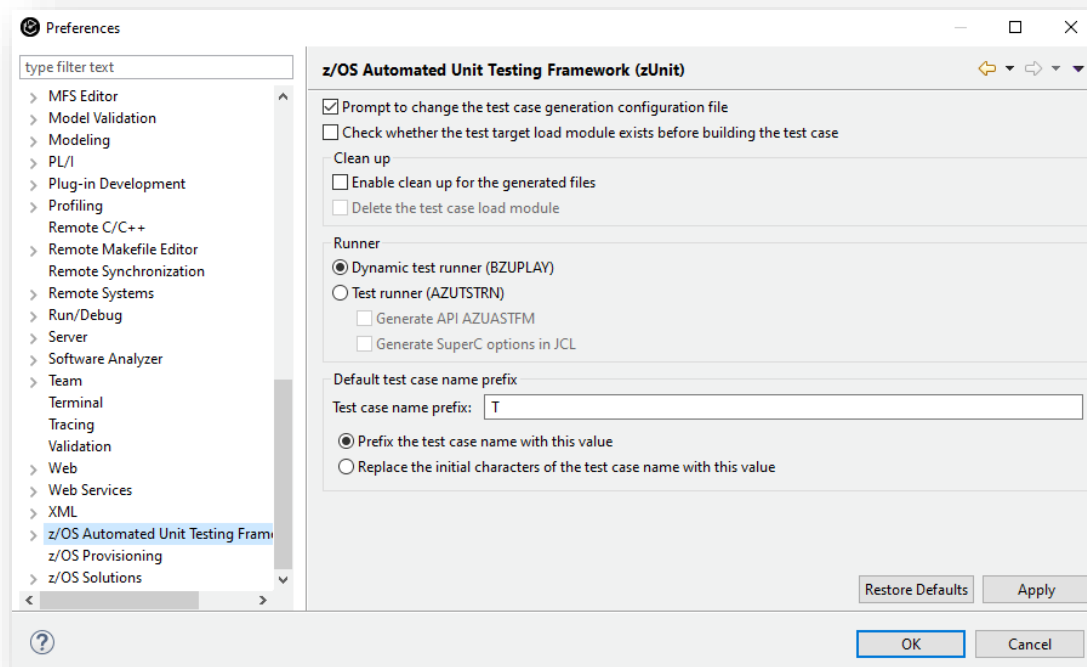 Preferences
type filter text
MFS Editor
Model Validation
Modeling
PL/I
Plug-in Development
Profiling
Remote C/C++
Remote Makefile Editor
Remote Synchronization
Remote Systems
Run/Debug
Server
Software Analyzer
Team
Terminal
Tracing
Validation
Web
Web Services
XML
z/OS Automated Unit Testing Fram
z/OS Provisioning
z/OS Solutions
z/OS Automated Unit Testing Framework (zUnit)
Prompt to change the test case generation configuration file
Check whether the test target load module exists before building the test case
Clean up
Enable clean up for the generated files
Delete the test case load module
Runner
Dynamic test runner (BZUPLAY)
Test runner (AZUTSTRN)
Generate API AZUASTFM
Generate SuperC options in JCL
Default test case name prefix
Test case name prefix: T
Prefix the test case name with this value
Replace the initial characters of the test case name with this value
Restore Defaults Apply
OK Cancel